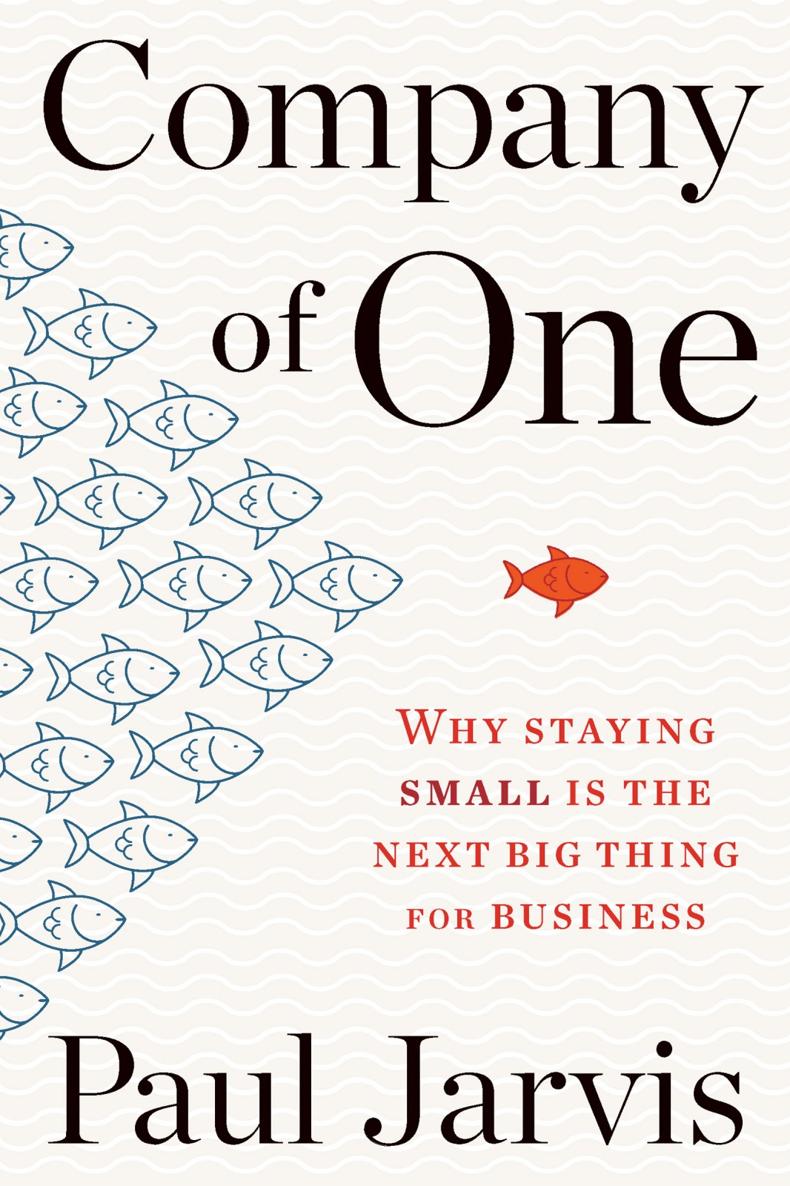 Company
of One
WHY STAYING
SMALL IS THE
NEXT BIG THING
FOR BUSINESS
Paul Jarvis